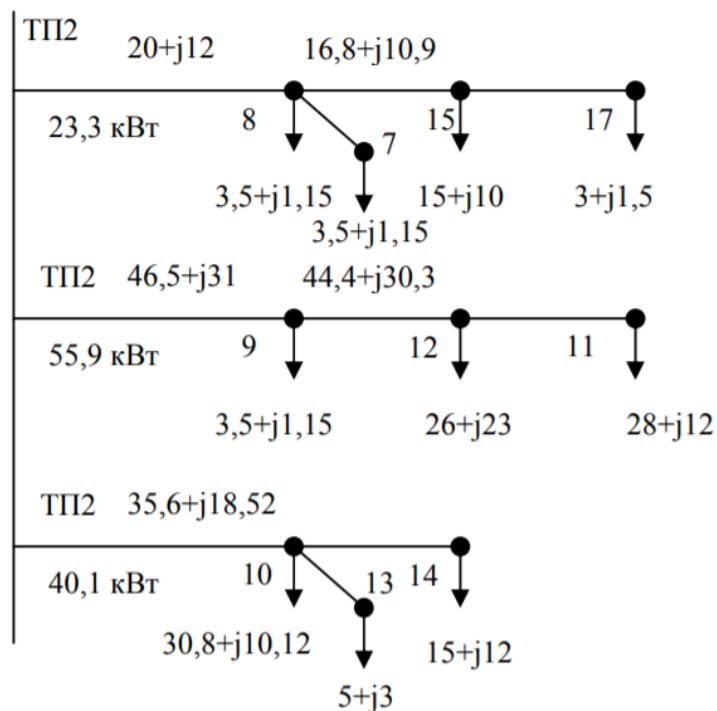 ТП2
20+j12 16,8+j10,9
23,3 кВт 8 7 15 17
3,5+j1,15 15+j10 3+j1,5
3,5+j1,15
ТП2 46,5+j31 44,4+j30,3
55,9 кВт 9 12 11
3,5+j1,15 26+j23 28+j12
ТП2 35,6+j18,52
40,1 кВт 10 13 14
30,8+j10,12 15+j12
5+j3